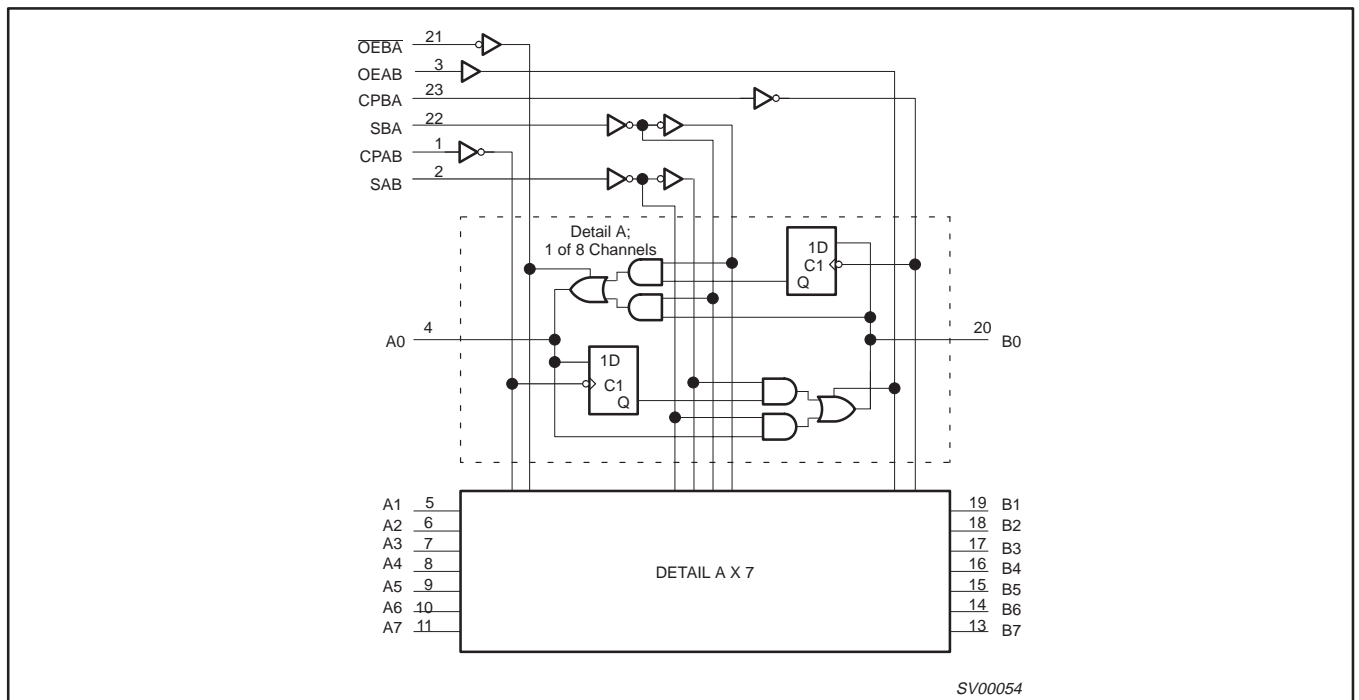 O̅E̅B̅A̅ 21
OEAB 3
CPBA 23
SBA 22
CPAB 1
SAB 2
Detail A;
1 of 8 Channels
1D
C1
Q
A0 4
20 B0
1D
C1
Q
A1 5
19 B1
A2 6
18 B2
A3 7
17 B3
A4 8
16 B4
DETAIL A X 7
A5 9
15 B5
A6 10
14 B6
A7 11
13 B7
SV00054